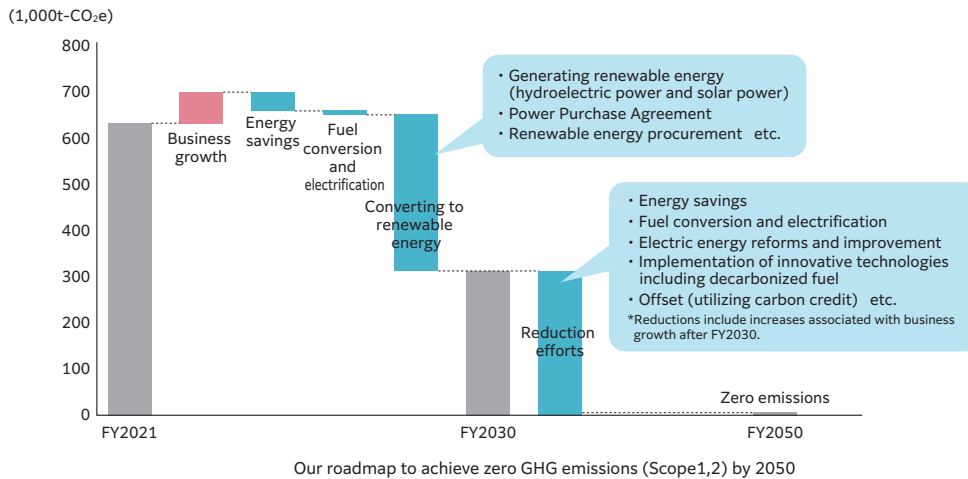 (1,000t-CO₂e)
800
700
600
500
400
300
200
100
0
Business
growth
Energy
savings
Fuel
conversion
and
electrification
Converting to
renewable
energy
・Generating renewable energy
(hydroelectric power and solar power)
・Power Purchase Agreement
・Renewable energy procurement etc.
Reduction
efforts
・Energy savings
・Fuel conversion and electrification
・Electric energy reforms and improvement
・Implementation of innovative technologies
including decarbonized fuel
・Offset (utilizing carbon credit) etc.
*Reductions include increases associated with business
growth after FY2030.
Zero emissions
FY2021
FY2030
FY2050
Our roadmap to achieve zero GHG emissions (Scope1,2) by 2050